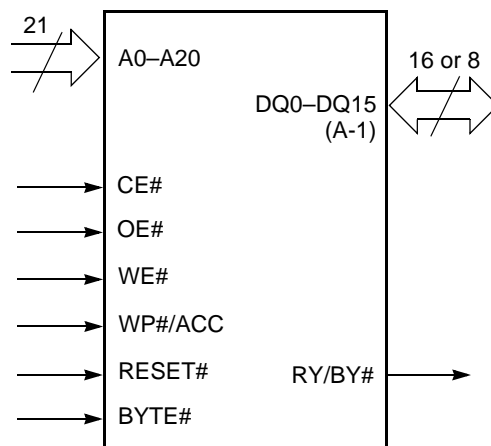 21
16 or 8
A0–A20
DQ0–DQ15
(A-1)
CE#
OE#
WE#
WP#/ACC
RESET#
RY/BY#
BYTE#